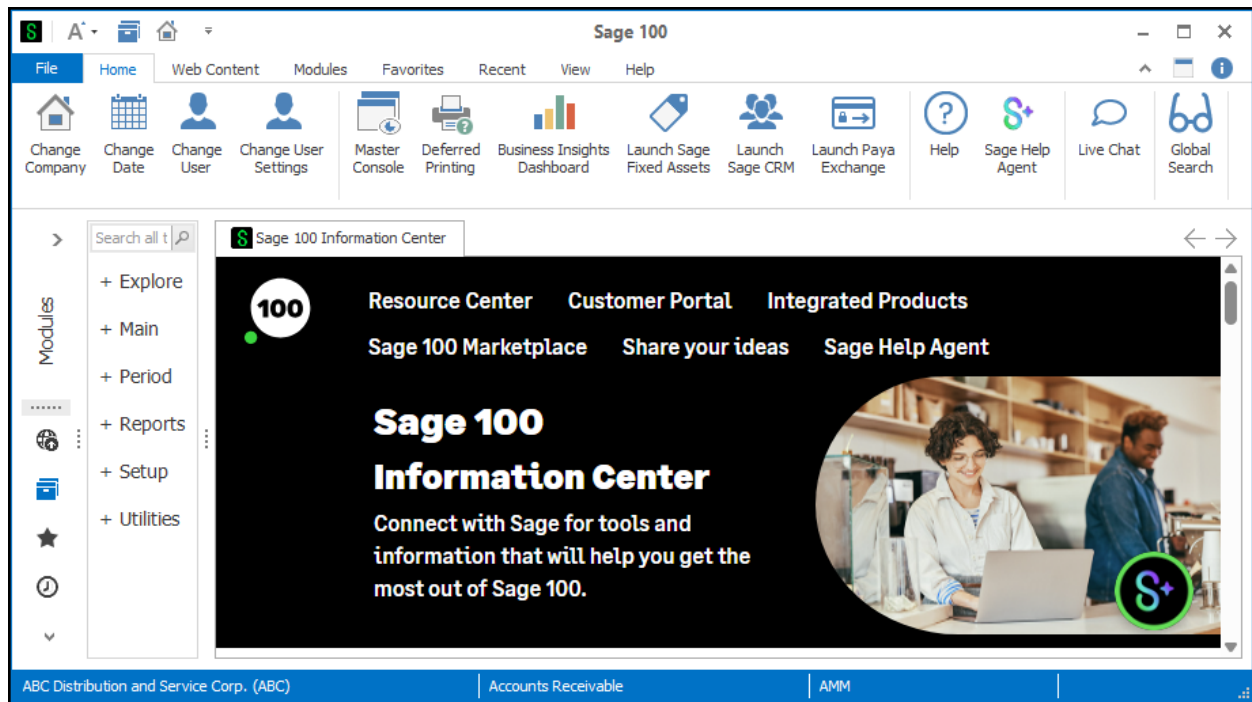 Sage 100
File Home Web Content Modules Favorites Recent View Help
Change Company
Change Date
Change User
Change User Settings
Master Console
Deferred Printing
Business Insights Dashboard
Launch Sage Fixed Assets
Launch Sage CRM
Launch Paya Exchange
Help
Sage Help Agent
Live Chat
Global Search
Modules
Search all t
+ Explore
+ Main
+ Period
+ Reports
+ Setup
+ Utilities
Sage 100 Information Center
100
Resource Center Customer Portal Integrated Products
Sage 100 Marketplace Share your ideas Sage Help Agent
Sage 100
Information Center
Connect with Sage for tools and
information that will help you get the
most out of Sage 100.
ABC Distribution and Service Corp. (ABC) Accounts Receivable AMM